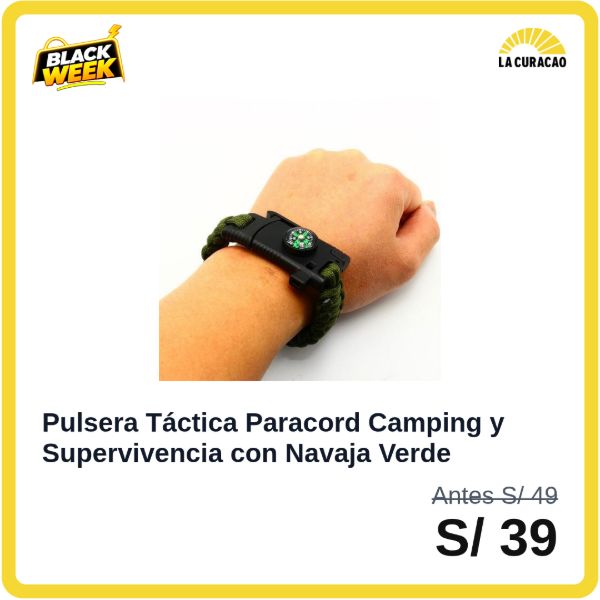 BLACK
WEEK
LA CURACAO
Pulsera Táctica Paracord Camping y
Supervivencia con Navaja Verde
Antes S/ 49
S/ 39